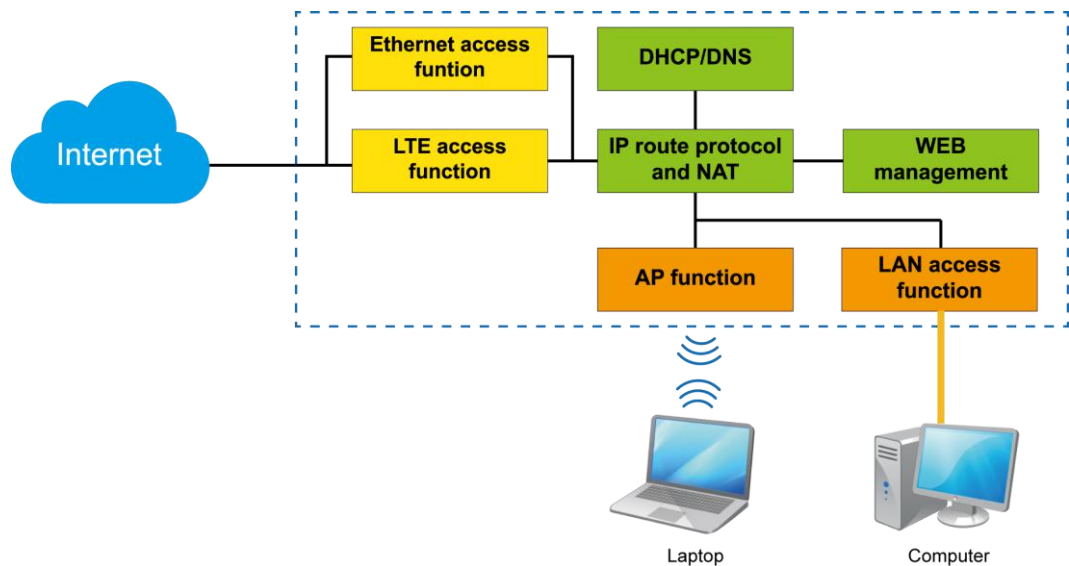 Ethernet access
funtion
DHCP/DNS
Internet
LTE access
function
IP route protocol
and NAT
WEB
management
AP function
LAN access
function
Laptop
Computer